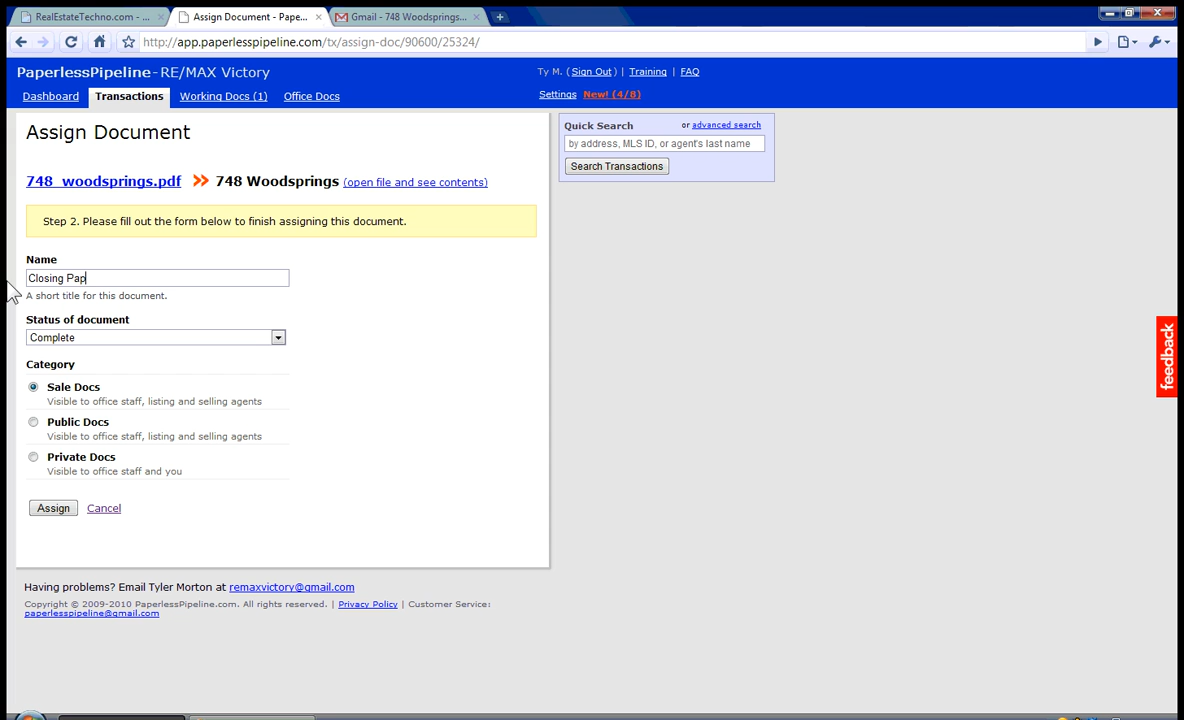 RealEstateTechno.com - ...
Assign Document - Pape...
Gmail - 748 Woodsprings...
http://app.paperlesspipeline.com/tx/assign-doc/90600/25324/
PaperlessPipeline - RE/MAX Victory
Ty M. (Sign Out) | Training | FAQ
Dashboard Transactions Working Docs (1) Office Docs
Settings New! (4/8)
Assign Document
748_woodsprings.pdf >> 748 Woodsprings (open file and see contents)
Step 2. Please fill out the form below to finish assigning this document.
Name
Closing Pap
A short title for this document.
Status of document
Complete
Category
Sale Docs
Visible to office staff, listing and selling agents
Public Docs
Visible to office staff, listing and selling agents
Private Docs
Visible to office staff and you
Assign Cancel
Quick Search or advanced search
by address, MLS ID, or agent's last name
Search Transactions
feedback
Having problems? Email Tyler Morton at remaxvictory@gmail.com
Copyright © 2009-2010 PaperlessPipeline.com. All rights reserved. | Privacy Policy | Customer Service:
paperlesspipeline@gmail.com